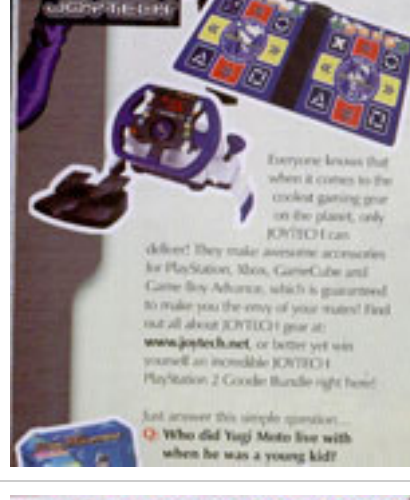 JOYTECH
Everyone knows that
when it comes to the
coolest gaming gear
on the planet, only
JOYTECH can
deliver! They make awesome accessories
for PlayStation, Xbox, GameCube and
Game Boy Advance, which is guaranteed
to make you the envy of your mates! Find
out all about JOYTECH gear at:
www.joytech.net, or better yet win
yourself an incredible JOYTECH
PlayStation 2 Goodie Bundle right here!
Just answer this simple question...
Q: Who did Yugi Moto live with
when he was a young kid?